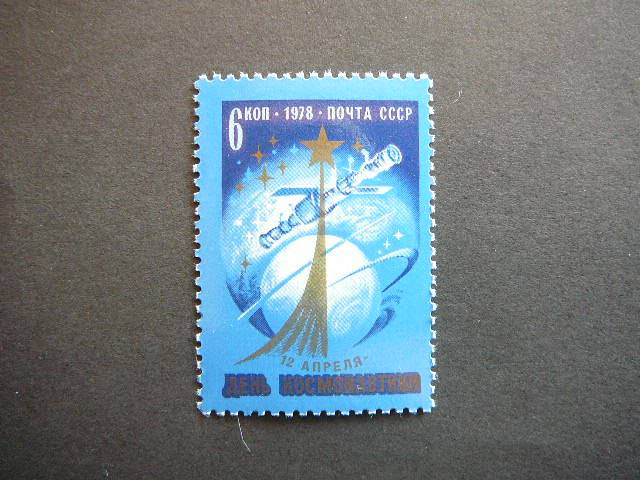 6 КОП · 1978 · ПОЧТА СССР
12 АПРЕЛЯ
ДЕНЬ КОСМОНАВТИКИ